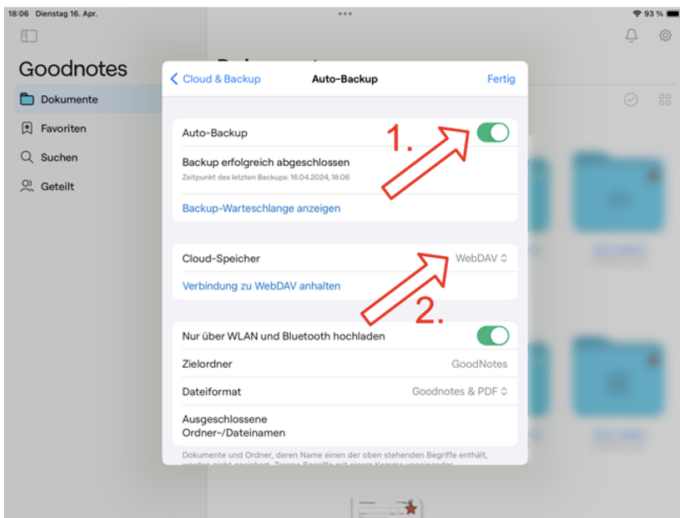 18:06 Dienstag 16. Apr.
93 %
Goodnotes
Dokumente
Favoriten
Suchen
Geteilt
Cloud & Backup
Auto-Backup
Fertig
Auto-Backup
1.
Backup erfolgreich abgeschlossen
Zeitpunkt des letzten Backups: 16.04.2024, 18:06
Backup-Warteschlange anzeigen
Cloud-Speicher
WebDAV
Verbindung zu WebDAV anhalten
2.
Nur über WLAN und Bluetooth hochladen
Zielordner
GoodNotes
Dateiformat
Goodnotes & PDF
Ausgeschlossene
Ordner-/Dateinamen
Dokumente und Ordner, deren Name einen der oben stehenden Begriffe enthält,